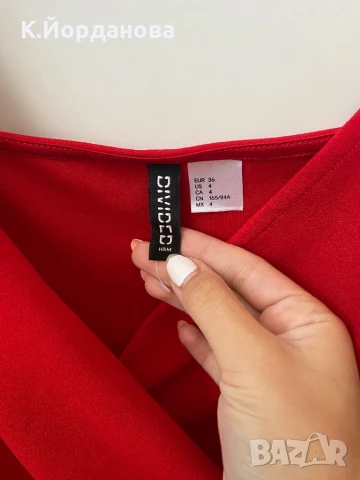 К.Йорданова
DIVIDED
H&M
EUR 36
US 4
CA 4
CN 165/84A
MX 4
BAZAR